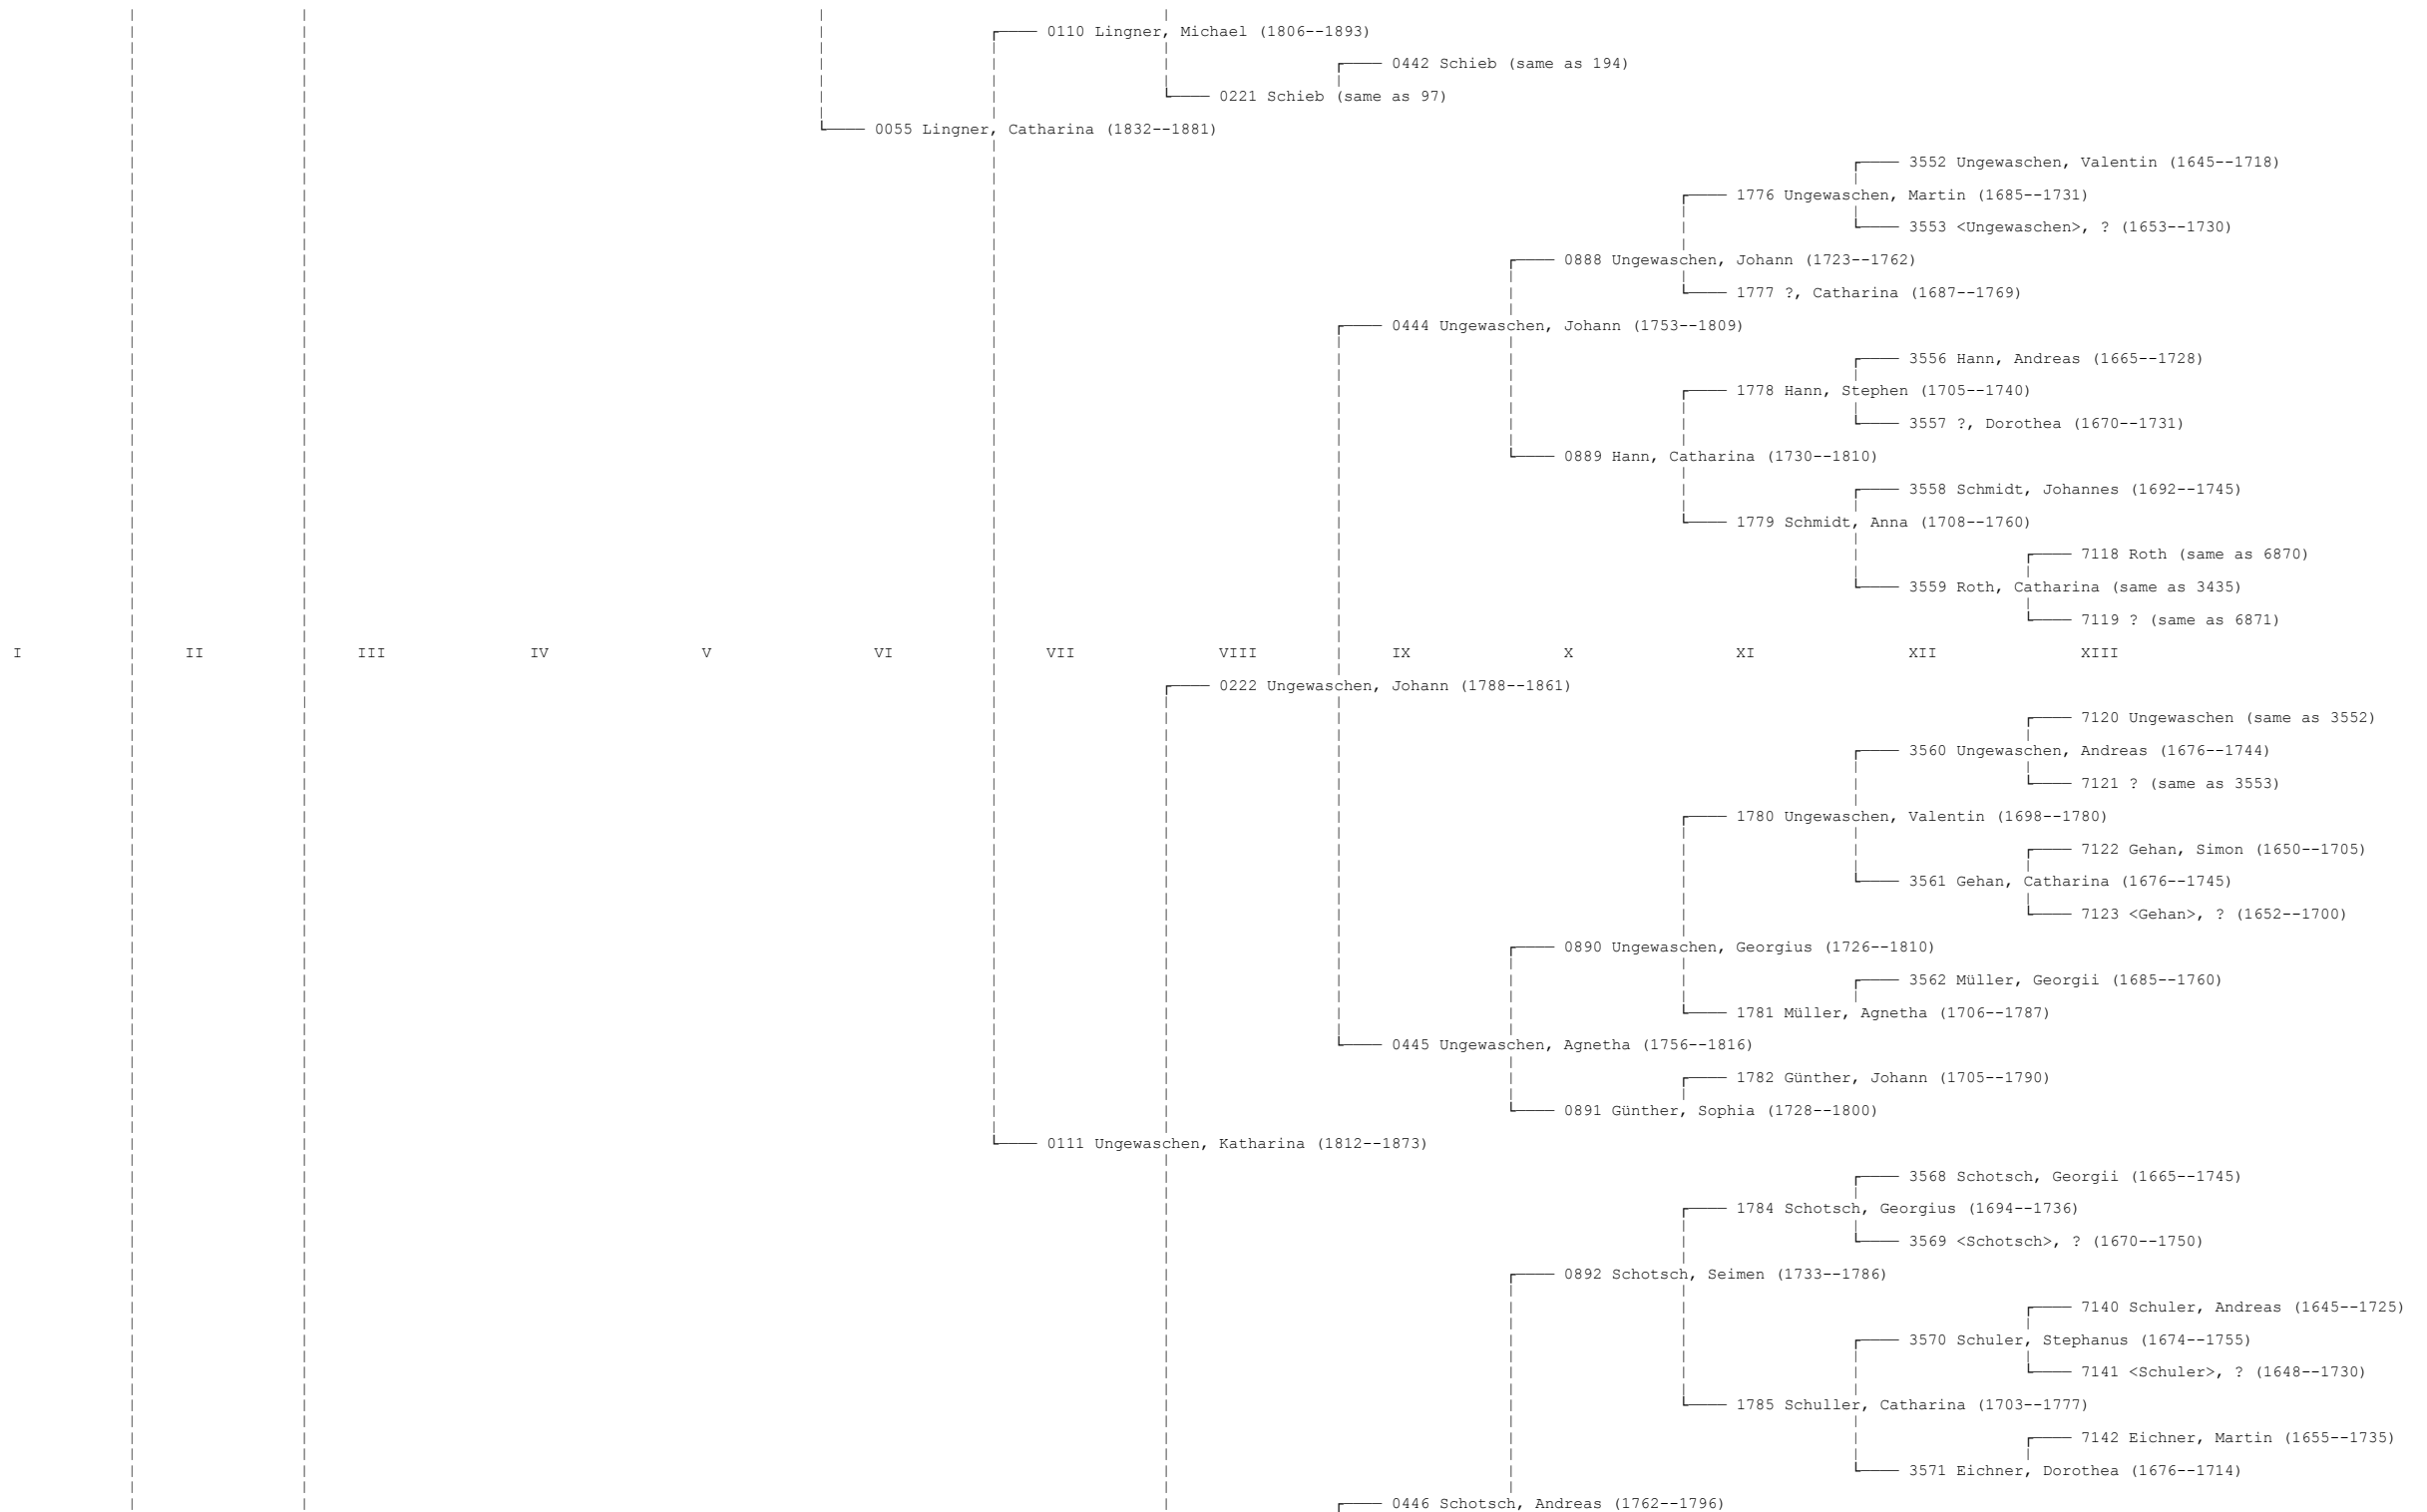 0110 Lingner, Michael (1806--1893)
0442 Schieb (same as 194)
0221 Schieb (same as 97)
0055 Lingner, Catharina (1832--1881)
3552 Ungewaschen, Valentin (1645--1718)
1776 Ungewaschen, Martin (1685--1731)
3553 <Ungewaschen>, ? (1653--1730)
0888 Ungewaschen, Johann (1723--1762)
1777 ?, Catharina (1687--1769)
0444 Ungewaschen, Johann (1753--1809)
3556 Hann, Andreas (1665--1728)
1778 Hann, Stephen (1705--1740)
3557 ?, Dorothea (1670--1731)
0889 Hann, Catharina (1730--1810)
3558 Schmidt, Johannes (1692--1745)
1779 Schmidt, Anna (1708--1760)
7118 Roth (same as 6870)
3559 Roth, Catharina (same as 3435)
7119 ? (same as 6871)
I II III IV V VI VII VIII IX X XI XII XIII
0222 Ungewaschen, Johann (1788--1861)
7120 Ungewaschen (same as 3552)
3560 Ungewaschen, Andreas (1676--1744)
7121 ? (same as 3553)
1780 Ungewaschen, Valentin (1698--1780)
7122 Gehan, Simon (1650--1705)
3561 Gehan, Catharina (1676--1745)
7123 <Gehan>, ? (1652--1700)
0890 Ungewaschen, Georgius (1726--1810)
3562 Müller, Georgii (1685--1760)
1781 Müller, Agnetha (1706--1787)
0445 Ungewaschen, Agnetha (1756--1816)
1782 Günther, Johann (1705--1790)
0891 Günther, Sophia (1728--1800)
0111 Ungewaschen, Katharina (1812--1873)
3568 Schotsch, Georgii (1665--1745)
1784 Schotsch, Georgius (1694--1736)
3569 <Schotsch>, ? (1670--1750)
0892 Schotsch, Seimen (1733--1786)
7140 Schuler, Andreas (1645--1725)
3570 Schuler, Stephanus (1674--1755)
7141 <Schuler>, ? (1648--1730)
1785 Schuller, Catharina (1703--1777)
7142 Eichner, Martin (1655--1735)
3571 Eichner, Dorothea (1676--1714)
0446 Schotsch, Andreas (1762--1796)